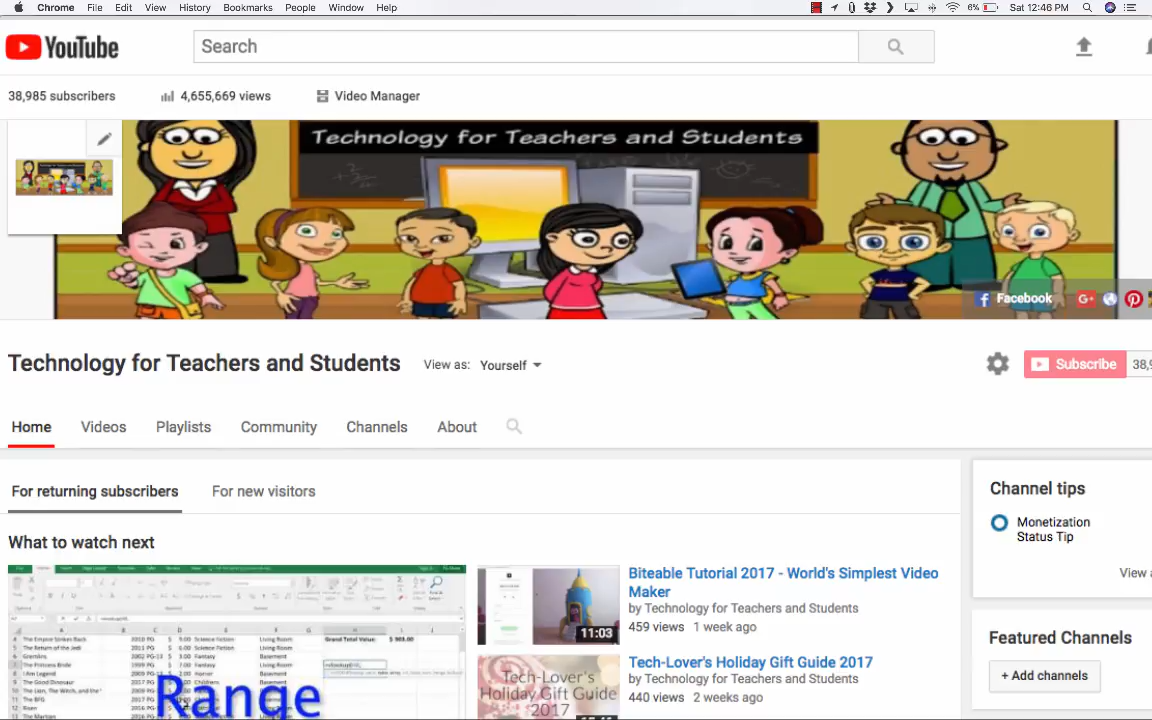 Chrome File Edit View History Bookmarks People Window Help 6% Sat 12:46 PM
YouTube Search
38,985 subscribers 4,655,669 views Video Manager
Technology for Teachers and Students
Facebook
Technology for Teachers and Students View as: Yourself Subscribe 38,9
Home Videos Playlists Community Channels About
For returning subscribers For new visitors
What to watch next
Range
11:03
Biteable Tutorial 2017 - World's Simplest Video
Maker
by Technology for Teachers and Students
459 views 1 week ago
Tech-Lover's
Holiday Gift Guide
2017
Tech-Lover's Holiday Gift Guide 2017
by Technology for Teachers and Students
440 views 2 weeks ago
Channel tips
Monetization
Status Tip
View a
Featured Channels
+ Add channels